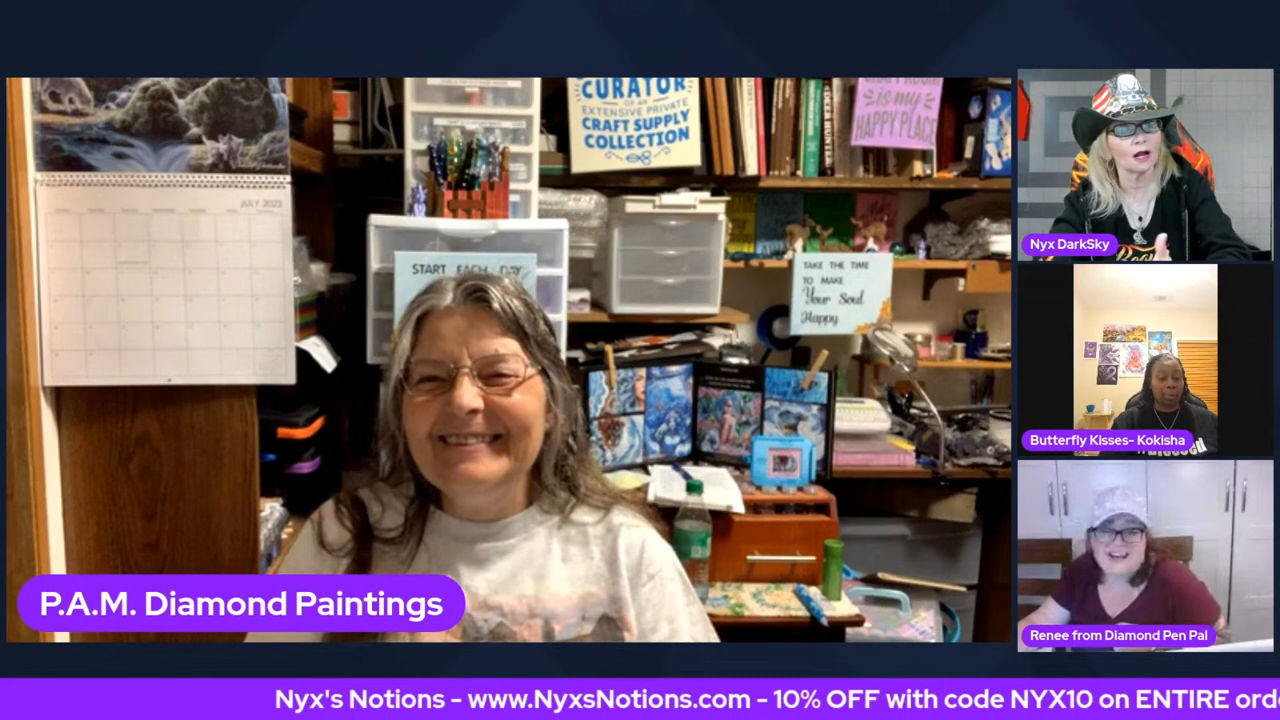 CURATOR
OF AN
EXTENSIVE PRIVATE
CRAFT SUPPLY
COLLECTION
is my
HAPPY PLACE
JULY 2023
START EACH DAY
TAKE THE TIME
TO MAKE
Your Soul
Happy
P.A.M. Diamond Paintings
Nyx DarkSky
Butterfly Kisses- Kokisha
Renee from Diamond Pen Pal
Nyx's Notions - www.NyxsNotions.com - 10% OFF with code NYX10 on ENTIRE